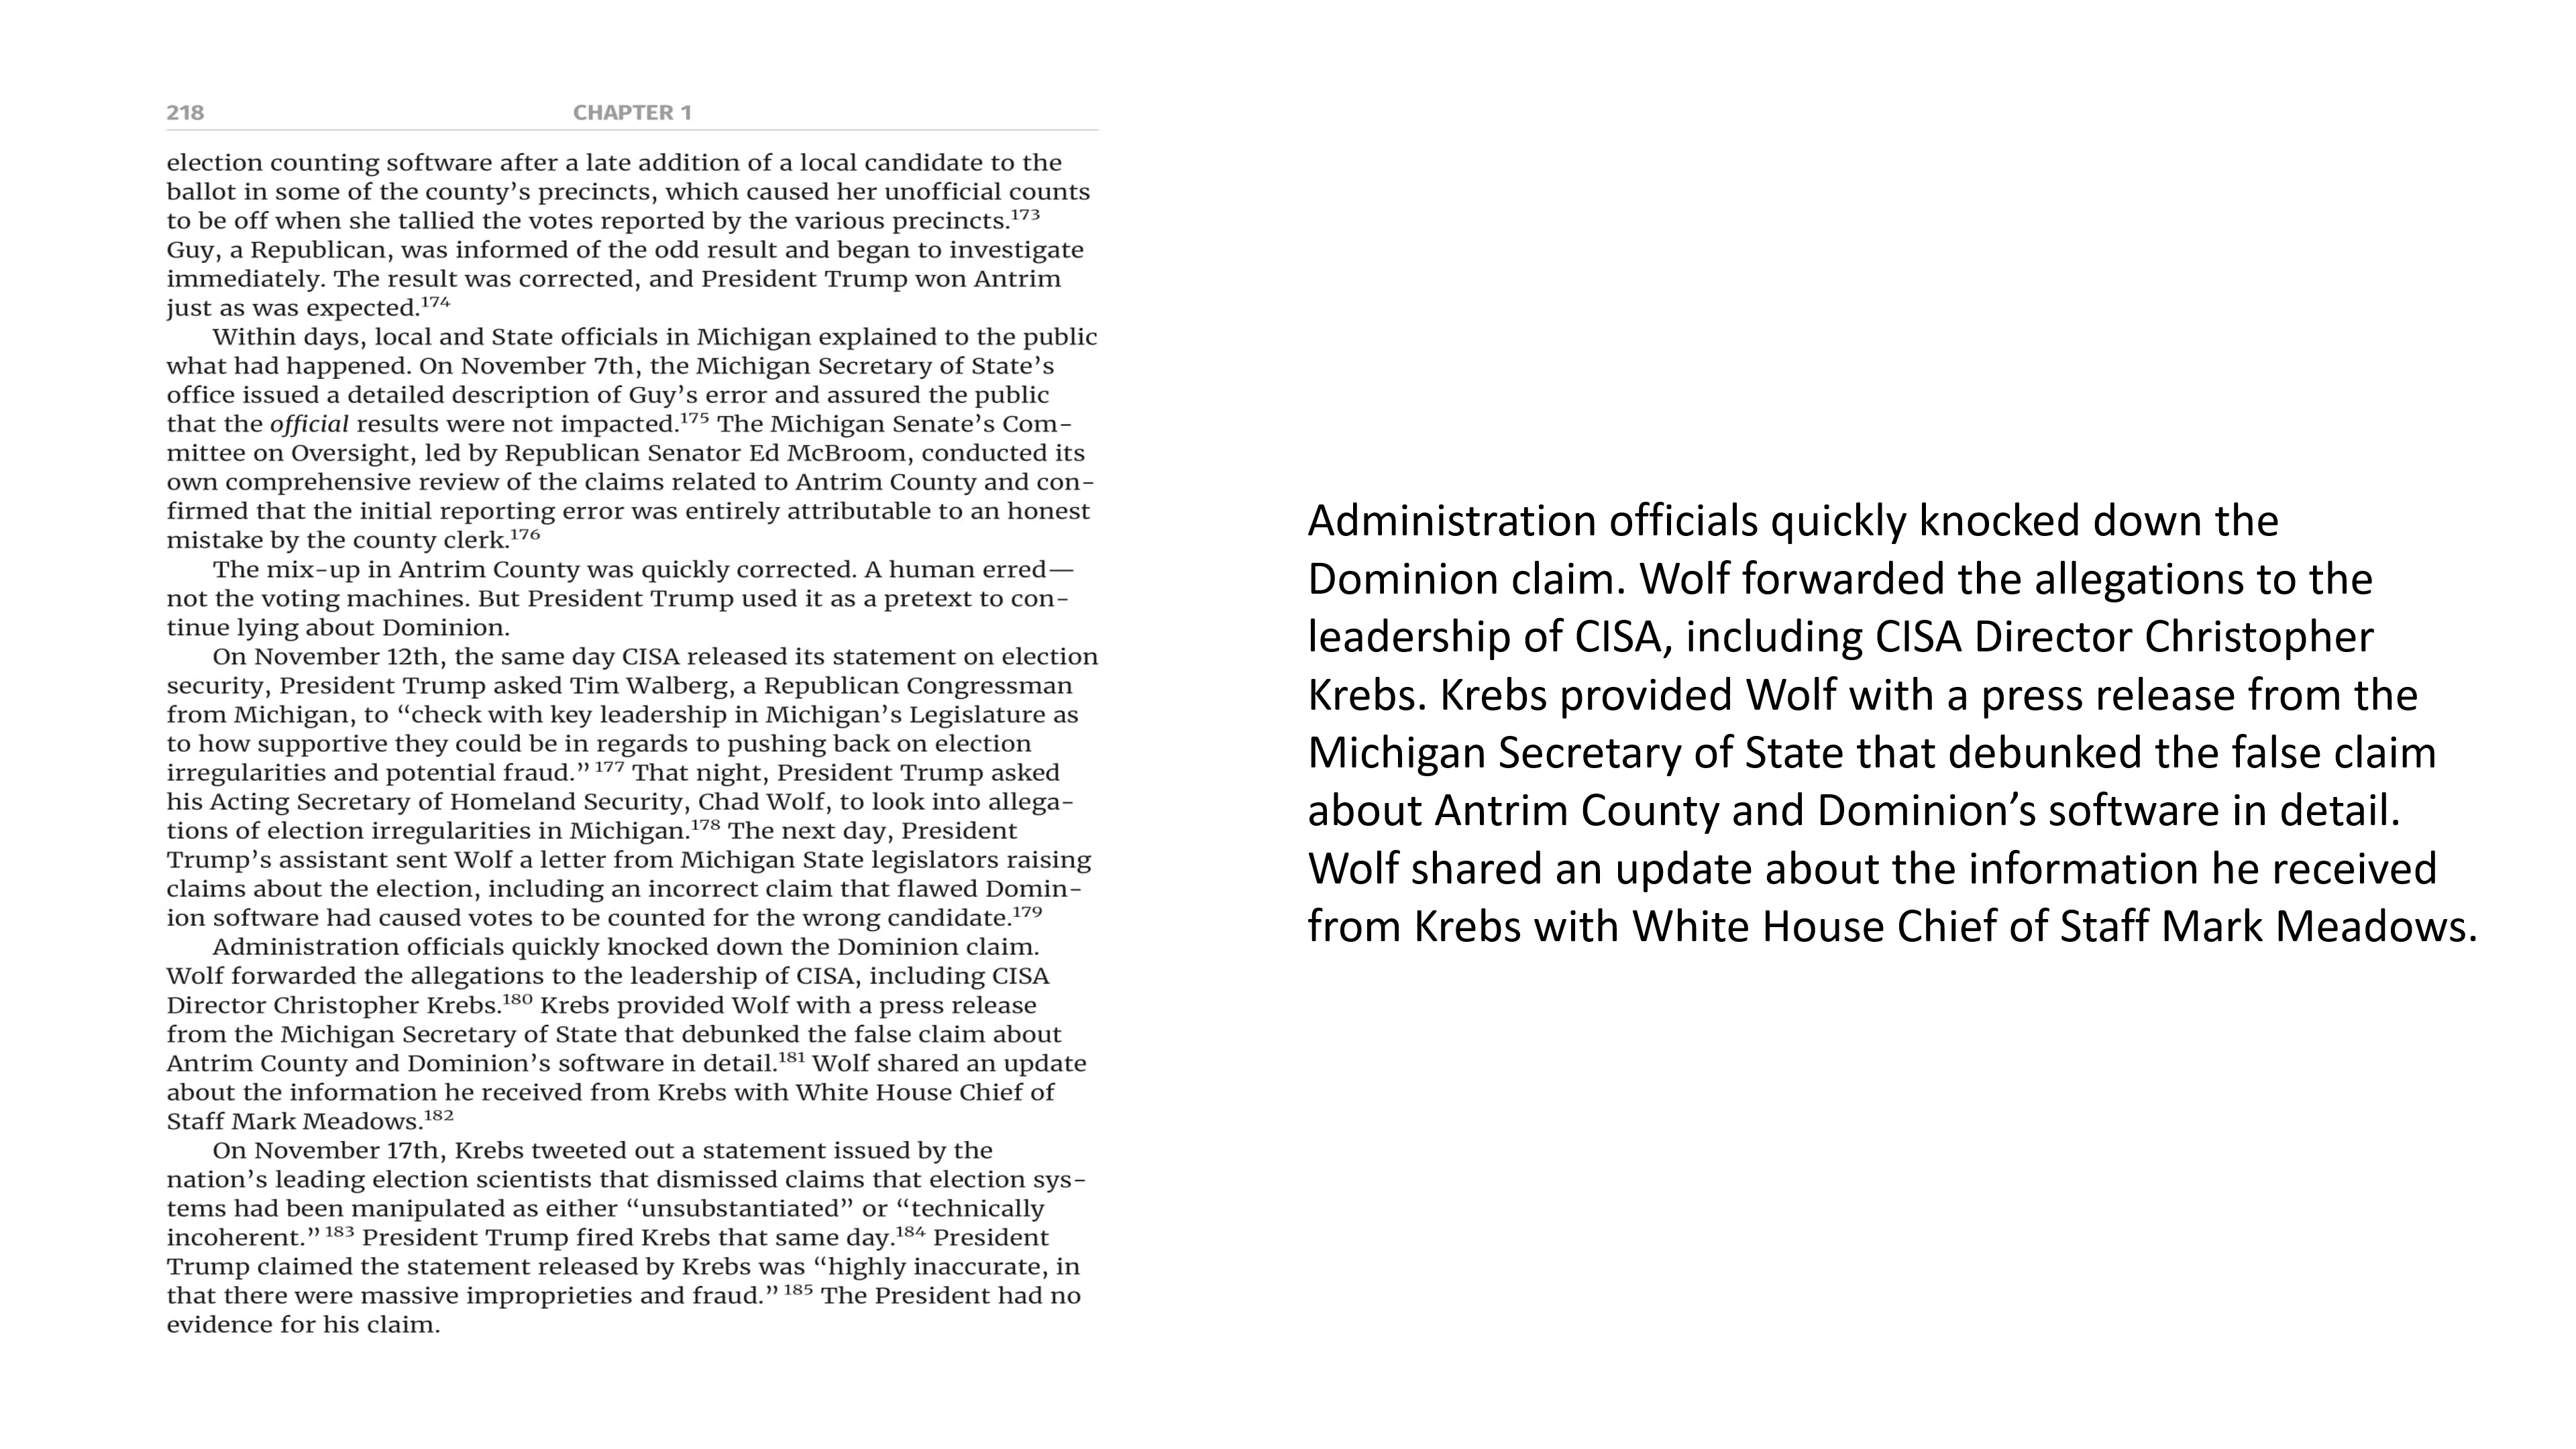 218
CHAPTER 1
election counting software after a late addition of a local candidate to the
ballot in some of the county’s precincts, which caused her unofficial counts
to be off when she tallied the votes reported by the various precincts.173
Guy, a Republican, was informed of the odd result and began to investigate
immediately. The result was corrected, and President Trump won Antrim
just as was expected.174
Within days, local and State officials in Michigan explained to the public
what had happened. On November 7th, the Michigan Secretary of State’s
office issued a detailed description of Guy’s error and assured the public
that the official results were not impacted.175 The Michigan Senate’s Com-
mittee on Oversight, led by Republican Senator Ed McBroom, conducted its
own comprehensive review of the claims related to Antrim County and con-
firmed that the initial reporting error was entirely attributable to an honest
mistake by the county clerk.176
The mix-up in Antrim County was quickly corrected. A human erred—
not the voting machines. But President Trump used it as a pretext to con-
tinue lying about Dominion.
On November 12th, the same day CISA released its statement on election
security, President Trump asked Tim Walberg, a Republican Congressman
from Michigan, to “check with key leadership in Michigan’s Legislature as
to how supportive they could be in regards to pushing back on election
irregularities and potential fraud.” 177 That night, President Trump asked
his Acting Secretary of Homeland Security, Chad Wolf, to look into allega-
tions of election irregularities in Michigan.178 The next day, President
Trump’s assistant sent Wolf a letter from Michigan State legislators raising
claims about the election, including an incorrect claim that flawed Domin-
ion software had caused votes to be counted for the wrong candidate.179
Administration officials quickly knocked down the Dominion claim.
Wolf forwarded the allegations to the leadership of CISA, including CISA
Director Christopher Krebs.180 Krebs provided Wolf with a press release
from the Michigan Secretary of State that debunked the false claim about
Antrim County and Dominion’s software in detail.181 Wolf shared an update
about the information he received from Krebs with White House Chief of
Staff Mark Meadows.182
On November 17th, Krebs tweeted out a statement issued by the
nation’s leading election scientists that dismissed claims that election sys-
tems had been manipulated as either “unsubstantiated” or “technically
incoherent.” 183 President Trump fired Krebs that same day.184 President
Trump claimed the statement released by Krebs was “highly inaccurate, in
that there were massive improprieties and fraud.” 185 The President had no
evidence for his claim.
Administration officials quickly knocked down the
Dominion claim. Wolf forwarded the allegations to the
leadership of CISA, including CISA Director Christopher
Krebs. Krebs provided Wolf with a press release from the
Michigan Secretary of State that debunked the false claim
about Antrim County and Dominion’s software in detail.
Wolf shared an update about the information he received
from Krebs with White House Chief of Staff Mark Meadows.